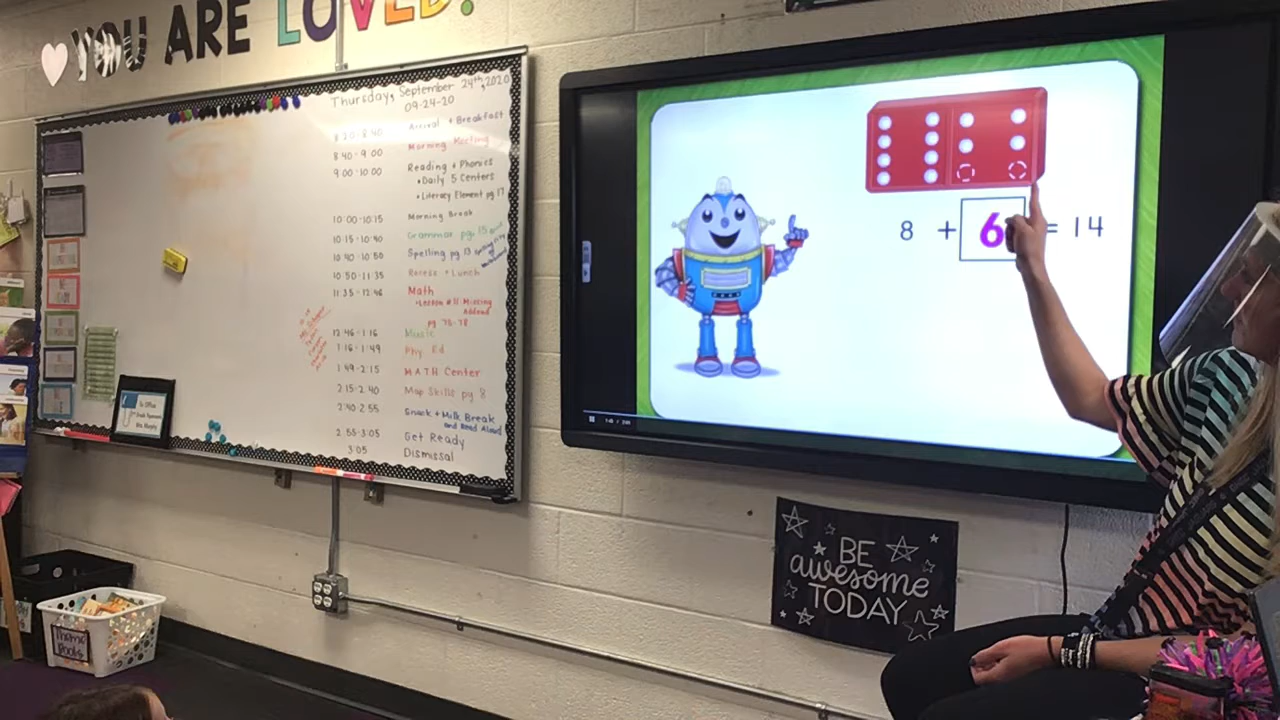 YOU ARE LOVED!
Thursday, September 24th, 2020
09-24-20
8:20-8:40 Arrival + Breakfast
8:40-9:00 Morning Meeting
9:00-10:00 Reading + Phonics
• Daily 5 Centers
• Literacy Element pg 17
10:00-10:15 Morning Break
10:15-10:40 Grammar pg. 15
10:40-10:50 Spelling pg 13
10:50-11:35 Recess + Lunch
11:35-12:46 Math
• Lesson #11 Missing
Addend
12:46-1:16 Music
1:16-1:49 Phy Ed
1:49-2:15 MATH Center
2:15-2:40 Map Skills pg 8
2:40-2:55 Snack + Milk Break
and Read Aloud
2:55-3:05 Get Ready
3:05 Dismissal
8 + 6 = 14
BE
awesome
TODAY
Theme
Books